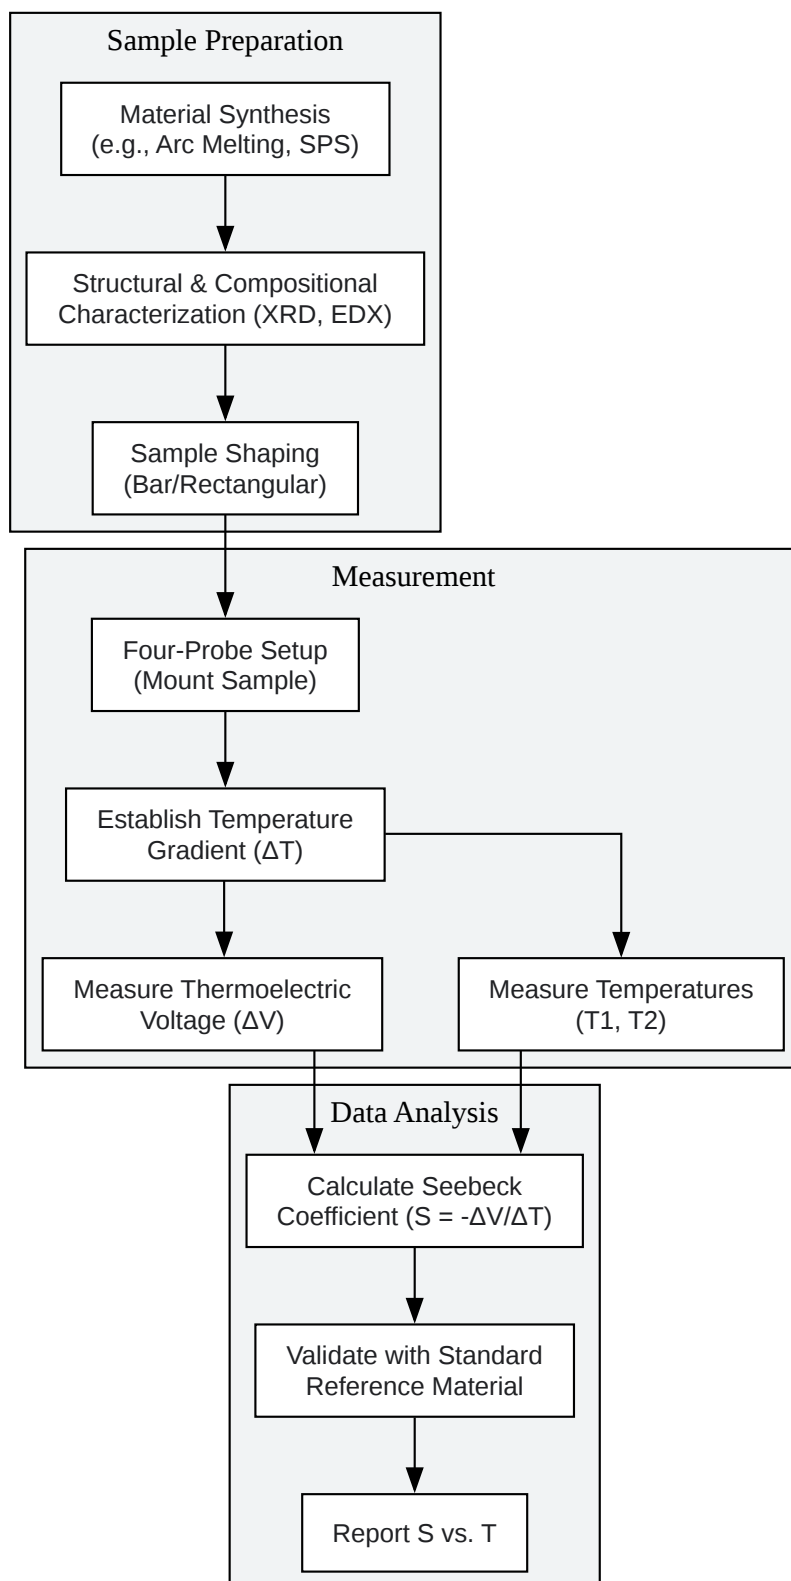 Sample Preparation
Material Synthesis
(e.g., Arc Melting, SPS)
Structural & Compositional
Characterization (XRD, EDX)
Sample Shaping
(Bar/Rectangular)
Measurement
Four-Probe Setup
(Mount Sample)
Establish Temperature
Gradient (ΔT)
Measure Thermoelectric
Voltage (ΔV)
Measure Temperatures
(T1, T2)
Data Analysis
Calculate Seebeck
Coefficient (S = -ΔV/ΔT)
Validate with Standard
Reference Material
Report S vs. T